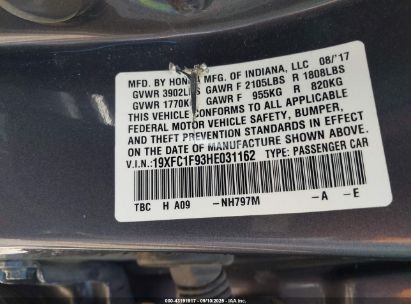 MFD. BY HONDA MFG. OF INDIANA, LLC 08/'17
GVWR 3902LBS GAWR F 2105LBS R 1808LBS
GVWR 1770KG GAWR F 955KG R 820KG
THIS VEHICLE CONFORMS TO ALL APPLICABLE
FEDERAL MOTOR VEHICLE SAFETY, BUMPER,
AND THEFT PREVENTION STANDARDS IN EFFECT
ON THE DATE OF MANUFACTURE SHOWN ABOVE.
V.I.N.: 19XFC1F93HE031162 TYPE: PASSENGER CAR
TBC H A09 -NH797M -A -E